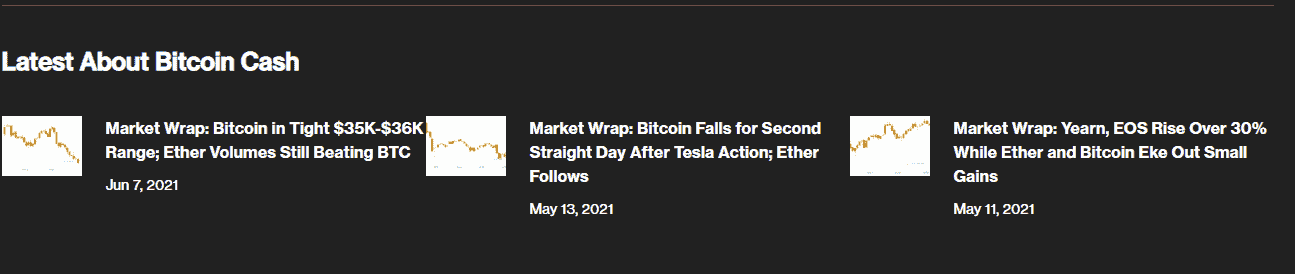 Latest About Bitcoin Cash
Market Wrap: Bitcoin in Tight $35K-$36K
Range; Ether Volumes Still Beating BTC
Jun 7, 2021
Market Wrap: Bitcoin Falls for Second
Straight Day After Tesla Action; Ether
Follows
May 13, 2021
Market Wrap: Yearn, EOS Rise Over 30%
While Ether and Bitcoin Eke Out Small
Gains
May 11, 2021